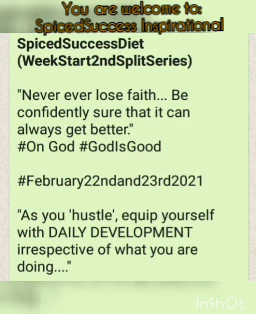 You are welcome to:
SpicedSuccess Inspirational
SpicedSuccessDiet
(WeekStart2ndSplitSeries)
"Never ever lose faith... Be
confidently sure that it can
always get better."
#On God #GodIsGood
#February22ndand23rd2021
"As you 'hustle', equip yourself
with DAILY DEVELOPMENT
irrespective of what you are
doing...."
InShOt